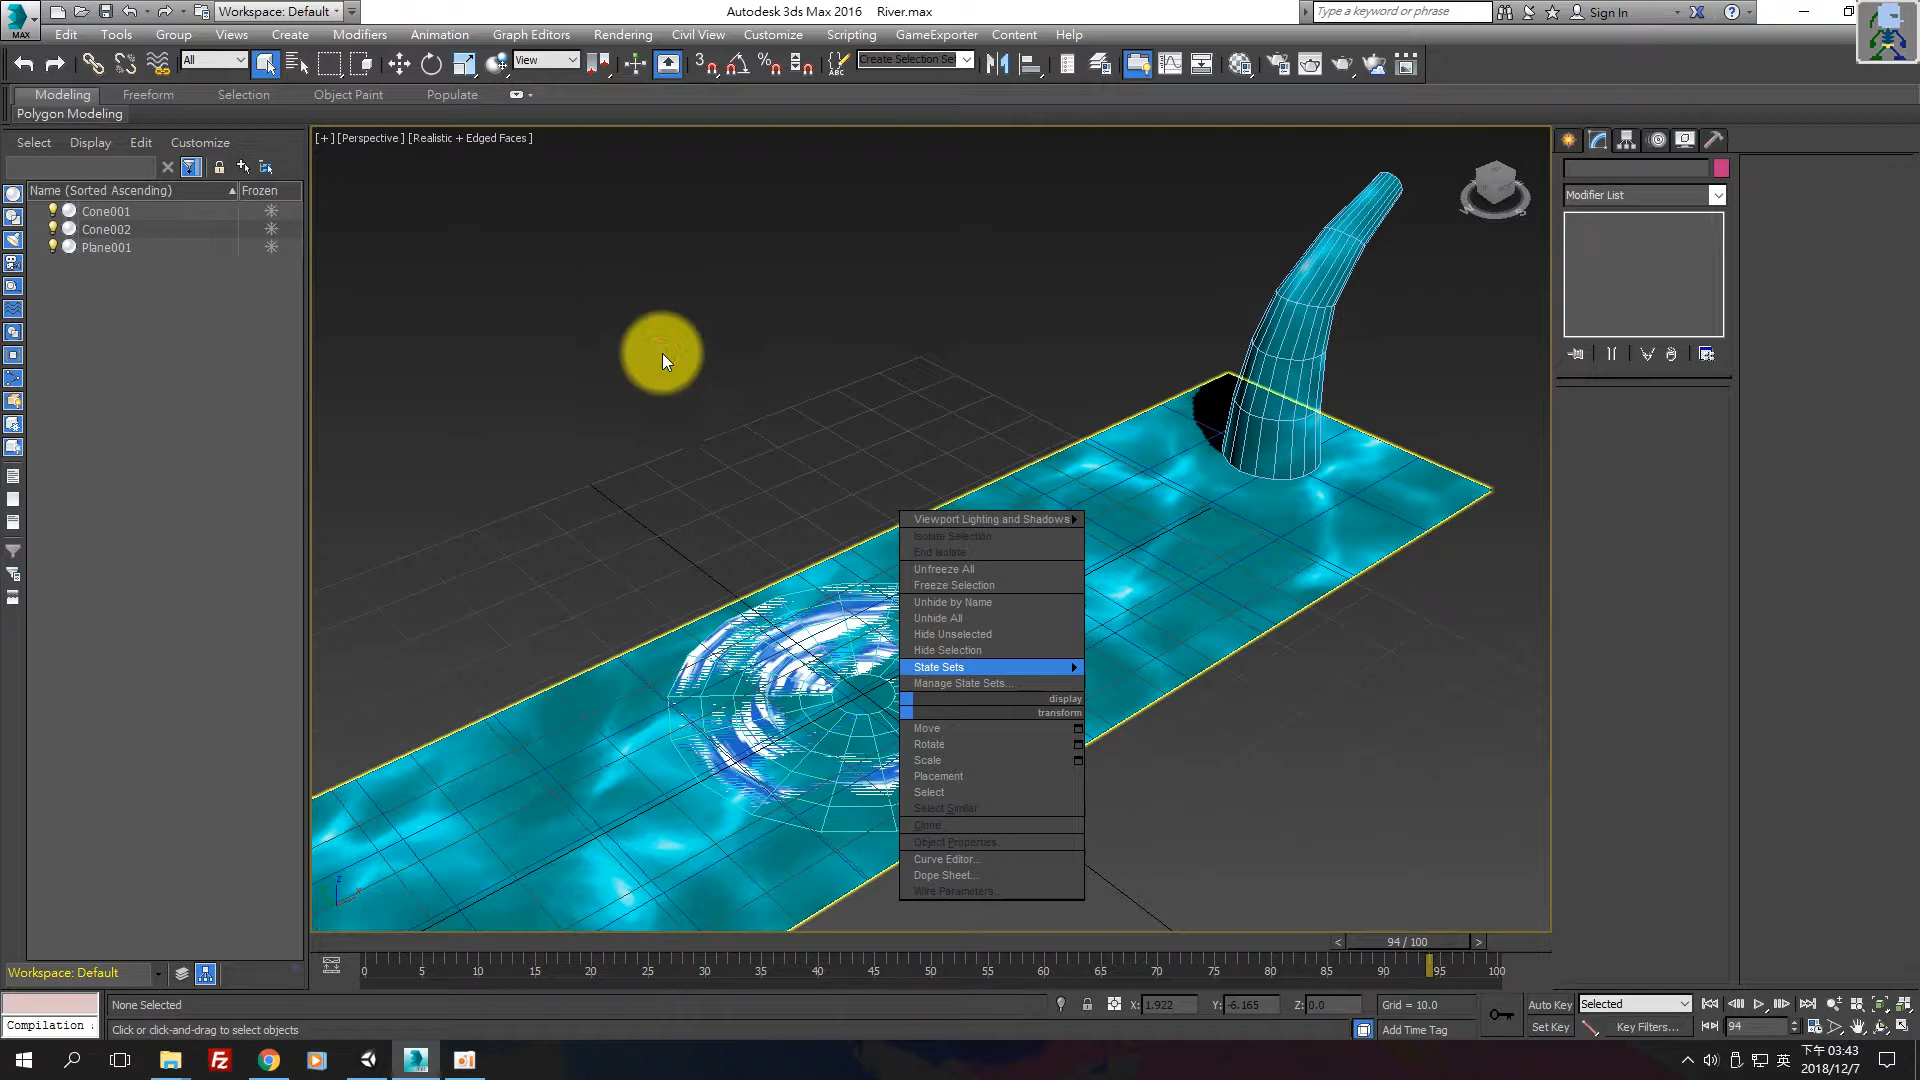 Workspace: Default
Autodesk 3ds Max 2016 River.max
Type a keyword or phrase
Sign In
MAX
Edit Tools Group Views Create Modifiers Animation Graph Editors Rendering Civil View Customize Scripting GameExporter Content Help
All
View
Create Selection Se
Modeling Freeform Selection Object Paint Populate
Polygon Modeling
Select Display Edit Customize
[+] [Perspective] [Realistic + Edged Faces]
Name (Sorted Ascending) Frozen
Cone001
Cone002
Plane001
Modifier List
Viewport Lighting and Shadows
Isolate Selection
End Isolate
Unfreeze All
Freeze Selection
Unhide by Name
Unhide All
Hide Unselected
Hide Selection
State Sets
Manage State Sets...
display
transform
Move
Rotate
Scale
Placement
Select
Select Similar
Clone
Object Properties...
Curve Editor...
Dope Sheet...
Wire Parameters...
< 94 / 100 >
0 5 10 15 20 25 30 35 40 45 50 55 60 65 70 75 80 85 90 95 100
Workspace: Default
None Selected
X: 1.922 Y: -6.165 Z: 0.0 Grid = 10.0
Auto Key Selected
Compilation
Click or click-and-drag to select objects
Add Time Tag
Set Key Key Filters... 94
英
下午 03:43
2018/12/7